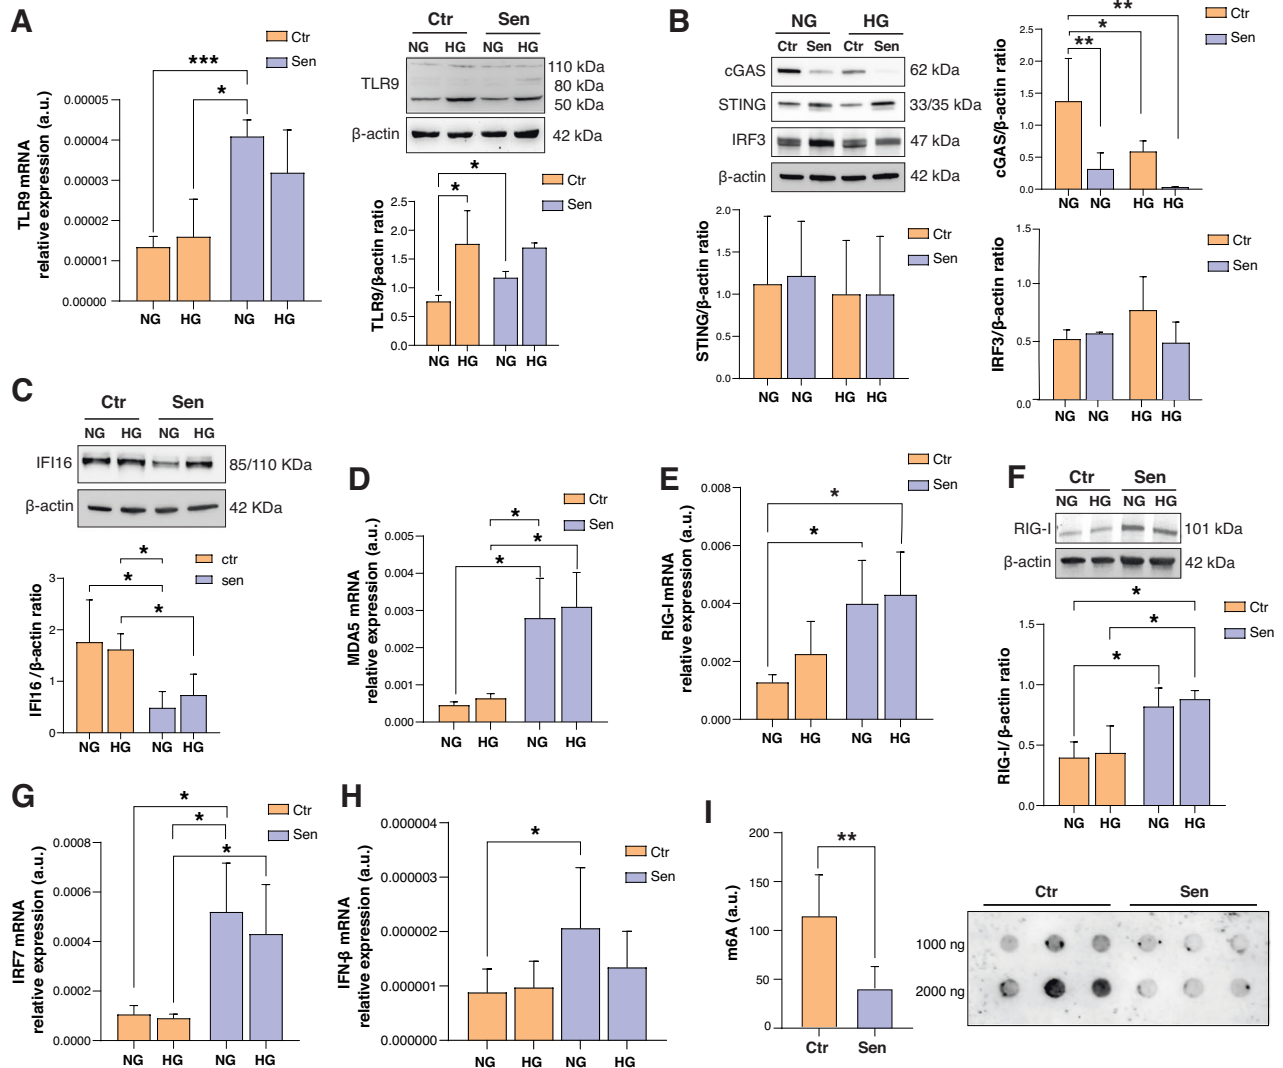 A
Ctr
Sen
***
*
TLR9 mRNA
relative expression (a.u.)
0.00005
0.00004
0.00003
0.00002
0.00001
0.00000
NG HG NG HG
Ctr Sen
NG HG NG HG
TLR9
110 kDa
80 kDa
50 kDa
β-actin
42 kDa
*
*
Ctr
Sen
TLR9/βactin ratio
2.5
2.0
1.5
1.0
0.5
0.0
NG HG NG HG
B
NG HG
Ctr Sen Ctr Sen
cGAS 62 kDa
STING 33/35 kDa
IRF3 47 kDa
β-actin 42 kDa
**
*
**
Ctr
Sen
cGAS/β-actin ratio
2.5
2.0
1.5
1.0
0.5
0.0
NG NG HG HG
STING/β-actin ratio
2.0
1.5
1.0
0.5
0.0
NG NG HG HG
Ctr
Sen
IRF3/β-actin ratio
1.5
1.0
0.5
0.0
NG NG HG HG
Ctr
Sen
C
Ctr Sen
NG HG NG HG
IFI16 85/110 KDa
β-actin 42 KDa
*
*
*
ctr
sen
IFI16 /β-actin ratio
3
2
1
0
NG HG NG HG
D
Ctr
Sen
*
*
*
MDA5 mRNA
relative expression (a.u.)
0.005
0.004
0.003
0.002
0.001
0.000
NG HG NG HG
E
Ctr
Sen
*
*
RIG-I mRNA
relative expression (a.u.)
0.008
0.006
0.004
0.002
0.000
NG HG NG HG
F
Ctr Sen
NG HG NG HG
RIG-I 101 kDa
β-actin 42 kDa
*
*
*
Ctr
Sen
RIG-I/ β-actin ratio
1.5
1.0
0.5
0.0
NG HG NG HG
G
*
*
*
Ctr
Sen
IRF7 mRNA
relative expression (a.u.)
0.0008
0.0006
0.0004
0.0002
0.0000
NG HG NG HG
H
*
Ctr
Sen
IFN-β mRNA
relative expression (a.u.)
0.000004
0.000003
0.000002
0.000001
0.000000
NG HG NG HG
I
**
m6A (a.u.)
200
150
100
50
0
Ctr Sen
Ctr Sen
1000 ng
2000 ng